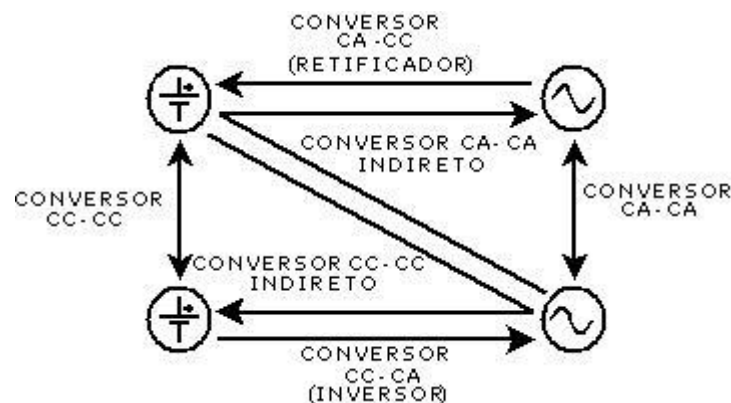 CONVERSOR
CA-CC
(RETIFICADOR)
CONVERSOR CA-CA
INDIRETO
CONVERSOR
CC-CC
CONVERSOR
CA-CA
CONVERSOR CC-CC
INDIRETO
CONVERSOR
CC-CA
(INVERSOR)